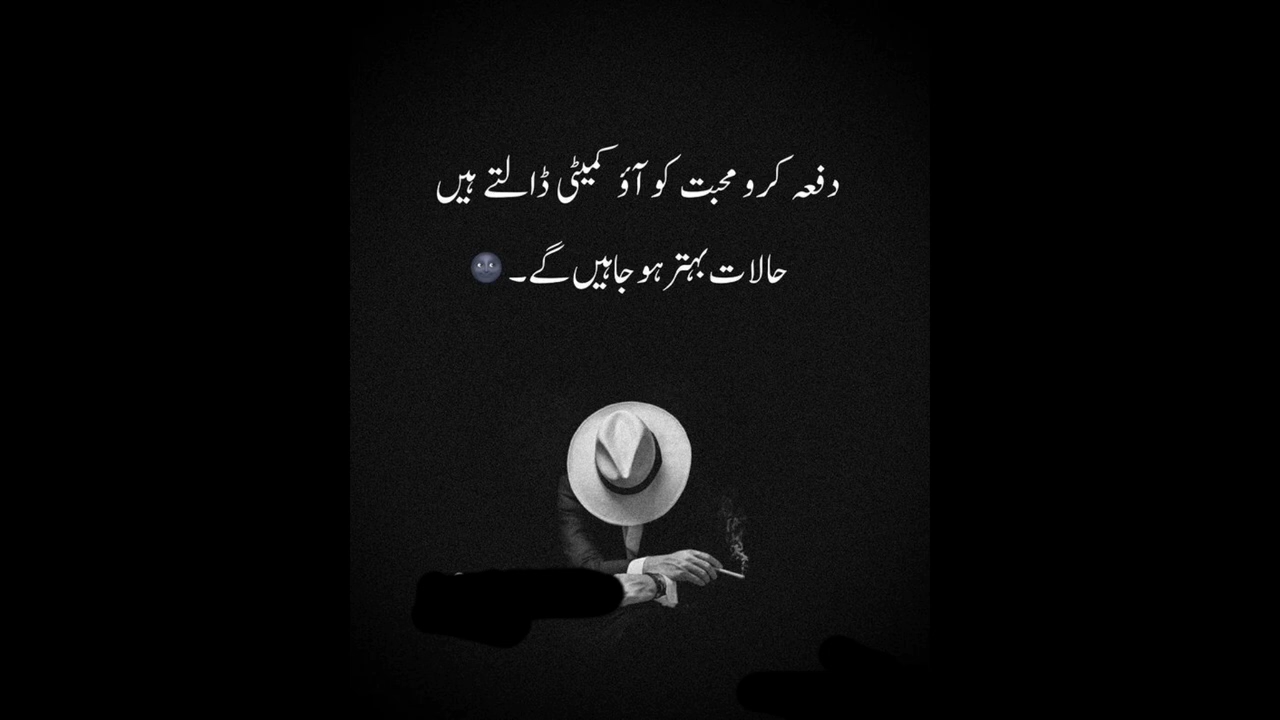 دفعہ کرو محبت کو آؤ کمیٹی ڈالتے ہیں
حالات بہتر ہو جاہیں گے۔ 🌚